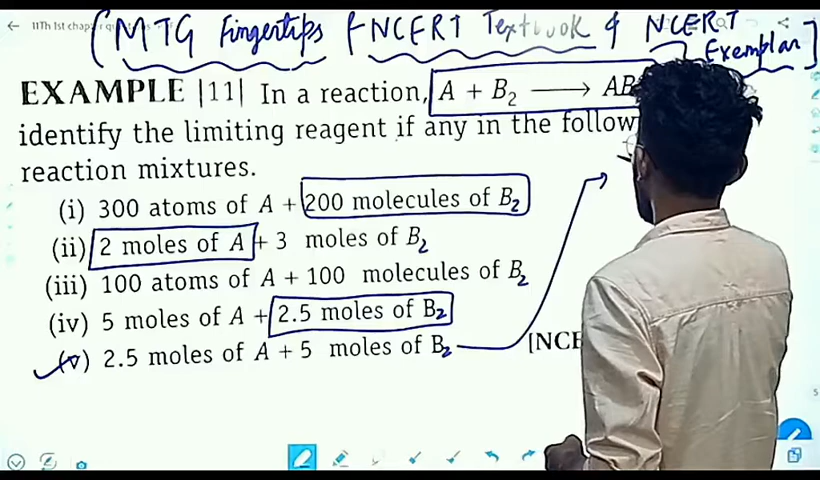 11Th 1st chap
[MTG Fingertips + NCERT Textbook & NCERT Exemplar]
EXAMPLE |11| In a reaction, A + B2 ⟶ AB
identify the limiting reagent if any in the follow
reaction mixtures.
(i) 300 atoms of A + 200 molecules of B2
(ii) 2 moles of A + 3 moles of B2
(iii) 100 atoms of A + 100 molecules of B2
(iv) 5 moles of A + 2.5 moles of B2
(v) 2.5 moles of A + 5 moles of B2
[NCE